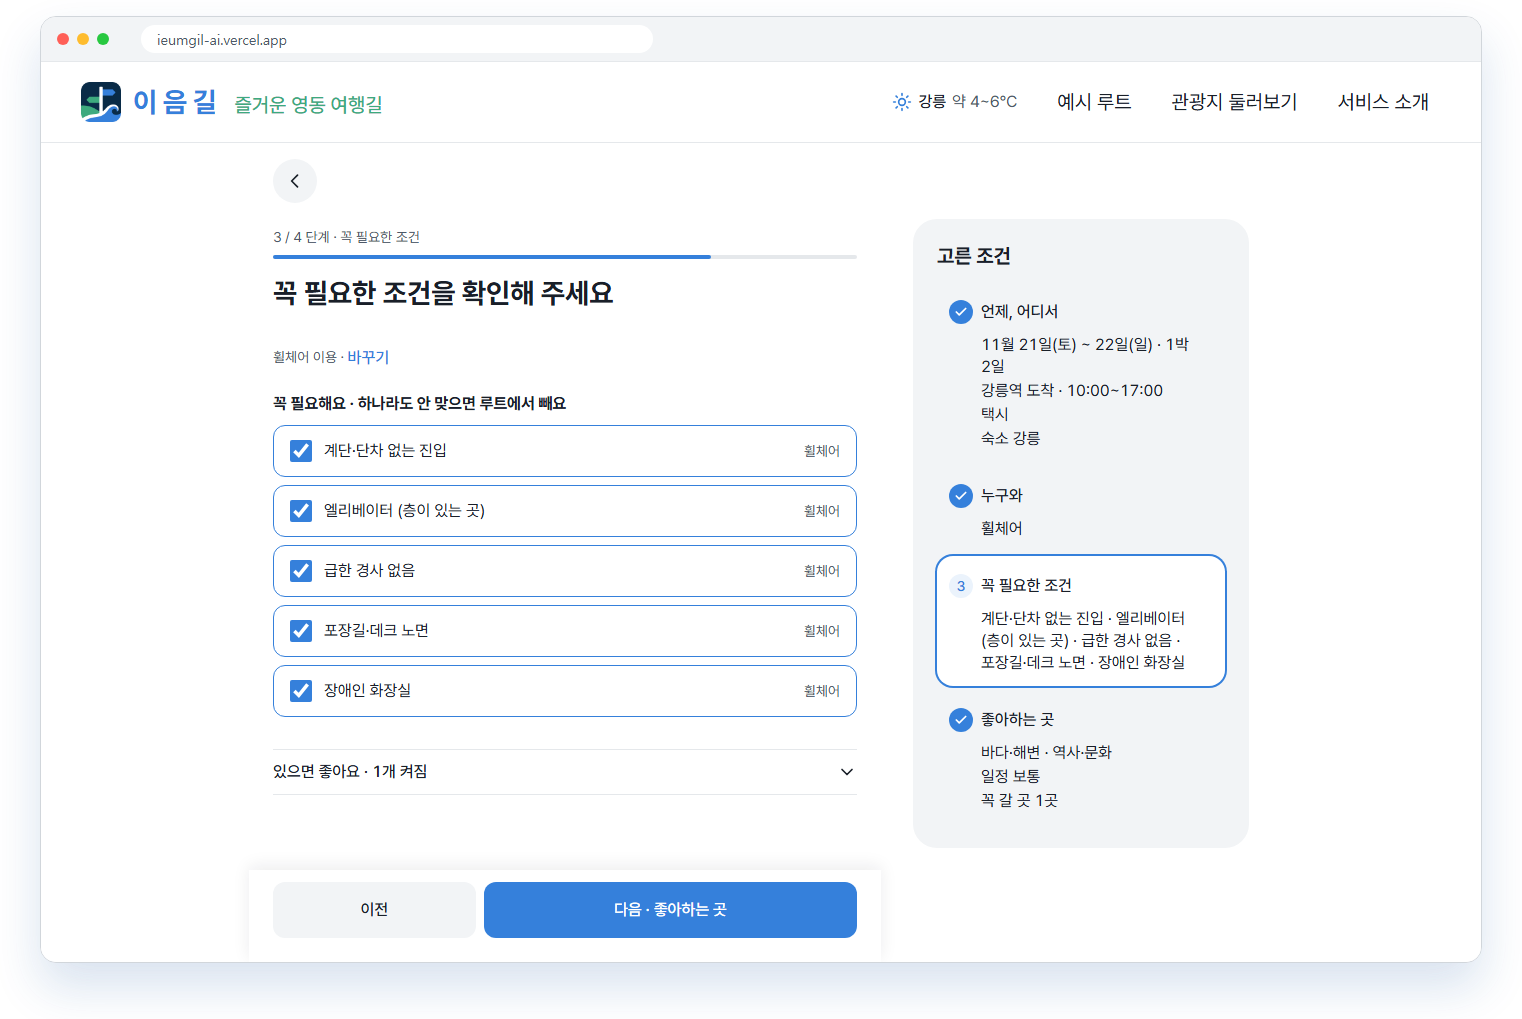 ieumgil-ai.vercel.app
이음길 즐거운 영동 여행길
강릉 약 4~6°C 예시 루트 관광지 둘러보기 서비스 소개
3 / 4 단계 · 꼭 필요한 조건
꼭 필요한 조건을 확인해 주세요
휠체어 이용 · 바꾸기
꼭 필요해요 · 하나라도 안 맞으면 루트에서 빼요
계단·단차 없는 진입 휠체어
엘리베이터 (층이 있는 곳) 휠체어
급한 경사 없음 휠체어
포장길·데크 노면 휠체어
장애인 화장실 휠체어
있으면 좋아요 · 1개 켜짐
이전
다음 · 좋아하는 곳
고른 조건
언제, 어디서
11월 21일(토) ~ 22일(일) · 1박
2일
강릉역 도착 · 10:00~17:00
택시
숙소 강릉
누구와
휠체어
3 꼭 필요한 조건
계단·단차 없는 진입 · 엘리베이터
(층이 있는 곳) · 급한 경사 없음 ·
포장길·데크 노면 · 장애인 화장실
좋아하는 곳
바다·해변 · 역사·문화
일정 보통
꼭 갈 곳 1곳